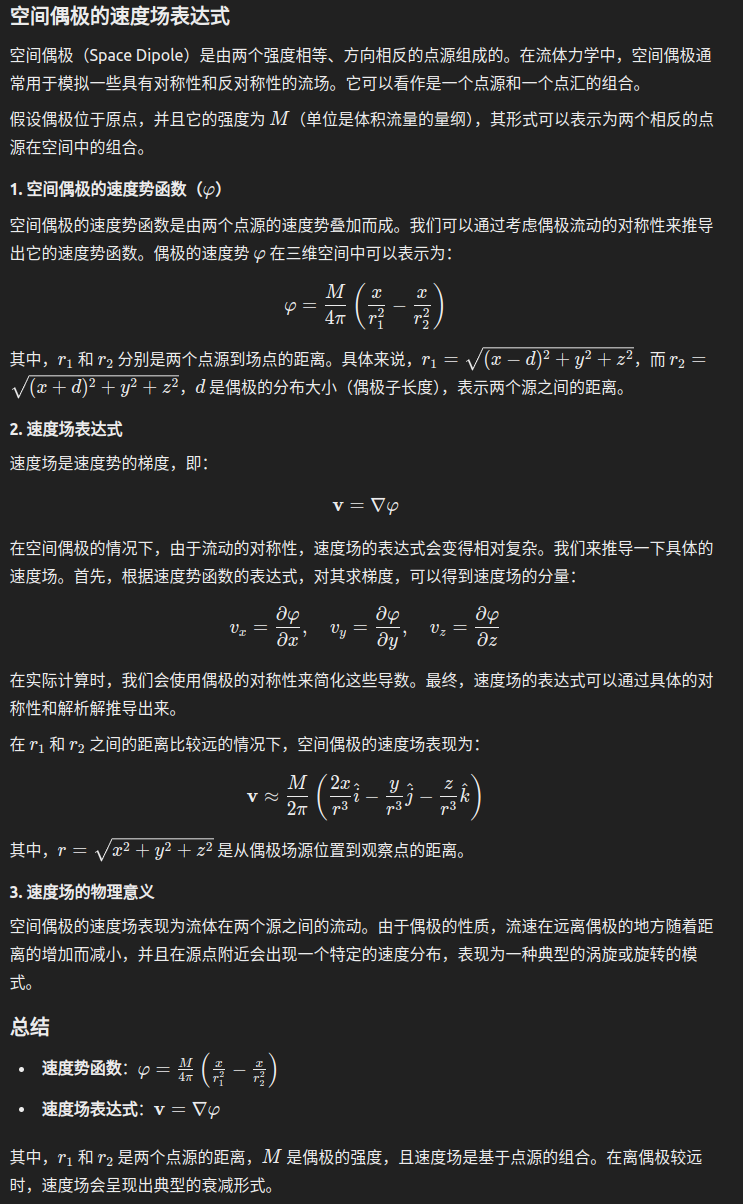 空间偶极的速度场表达式
空间偶极（Space Dipole）是由两个强度相等、方向相反的点源组成的。在流体力学中，空间偶极通
常用于模拟一些具有对称性和反对称性的流场。它可以看作是一个点源和一个点汇的组合。
假设偶极位于原点，并且它的强度为 M（单位是体积流量的量纲），其形式可以表示为两个相反的点
源在空间中的组合。
1. 空间偶极的速度势函数（φ）
空间偶极的速度势函数是由两个点源的速度势叠加而成。我们可以通过考虑偶极流动的对称性来推导
出它的速度势函数。偶极的速度势 φ 在三维空间中可以表示为：
$\varphi = \frac{M}{4\pi}\left(\frac{x}{r_1^2} - \frac{x}{r_2^2}\right)$
其中，$r_1$ 和 $r_2$ 分别是两个点源到场点的距离。具体来说，$r_1 = \sqrt{(x-d)^2+y^2+z^2}$，而 $r_2 =$
$\sqrt{(x+d)^2+y^2+z^2}$，$d$ 是偶极的分布大小（偶极子长度），表示两个源之间的距离。
2. 速度场表达式
速度场是速度势的梯度，即：
$\mathbf{v} = \nabla\varphi$
在空间偶极的情况下，由于流动的对称性，速度场的表达式会变得相对复杂。我们来推导一下具体的
速度场。首先，根据速度势函数的表达式，对其求梯度，可以得到速度场的分量：
$v_x = \frac{\partial\varphi}{\partial x}, \quad v_y = \frac{\partial\varphi}{\partial y}, \quad v_z = \frac{\partial\varphi}{\partial z}$
在实际计算时，我们会使用偶极的对称性来简化这些导数。最终，速度场的表达式可以通过具体的对
称性和解析解推导出来。
在 $r_1$ 和 $r_2$ 之间的距离比较远的情况下，空间偶极的速度场表现为：
$\mathbf{v} \approx \frac{M}{2\pi}\left(\frac{2x}{r^3}\hat{i} - \frac{y}{r^3}\hat{j} - \frac{z}{r^3}\hat{k}\right)$
其中，$r = \sqrt{x^2+y^2+z^2}$ 是从偶极场源位置到观察点的距离。
3. 速度场的物理意义
空间偶极的速度场表现为流体在两个源之间的流动。由于偶极的性质，流速在远离偶极的地方随着距
离的增加而减小，并且在源点附近会出现一个特定的速度分布，表现为一种典型的涡旋或旋转的模
式。
总结
• 速度势函数：$\varphi = \frac{M}{4\pi}\left(\frac{x}{r_1^2} - \frac{x}{r_2^2}\right)$
• 速度场表达式：$\mathbf{v} = \nabla\varphi$
其中，$r_1$ 和 $r_2$ 是两个点源的距离，$M$ 是偶极的强度，且速度场是基于点源的组合。在离偶极较远
时，速度场会呈现出典型的衰减形式。